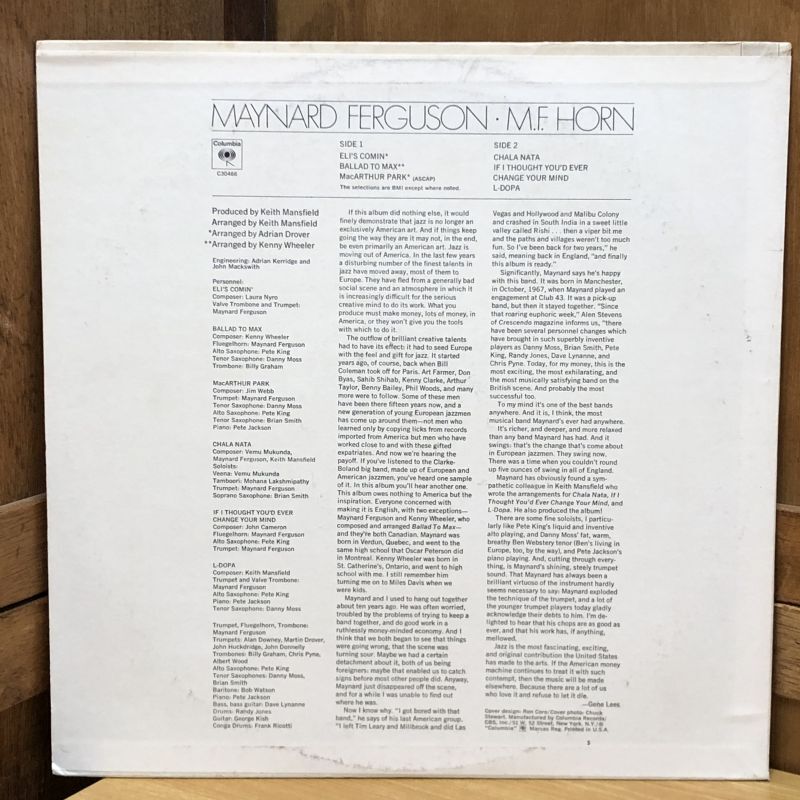 MAYNARD FERGUSON · M.F. HORN
Columbia
C30466
SIDE 1
ELI'S COMIN'*
BALLAD TO MAX**
MacARTHUR PARK* (ASCAP)
The selections are BMI except where noted.
SIDE 2
CHALA NATA
IF I THOUGHT YOU'D EVER
CHANGE YOUR MIND
L-DOPA
Produced by Keith Mansfield
Arranged by Keith Mansfield
*Arranged by Adrian Drover
**Arranged by Kenny Wheeler
Engineering: Adrian Kerridge and
John Mackswith
Personnel:
ELI'S COMIN'
Composer: Laura Nyro
Valve Trombone and Trumpet:
Maynard Ferguson
BALLAD TO MAX
Composer: Kenny Wheeler
Fluegelhorn: Maynard Ferguson
Alto Saxophone: Pete King
Tenor Saxophone: Danny Moss
Trombone: Billy Graham
MacARTHUR PARK
Composer: Jim Webb
Trumpet: Maynard Ferguson
Tenor Saxophone: Danny Moss
Alto Saxophone: Pete King
Tenor Saxophone: Brian Smith
Piano: Pete Jackson
CHALA NATA
Composer: Vemu Mukunda,
Maynard Ferguson, Keith Mansfield
Soloists:
Veena: Vemu Mukunda
Tamboori: Mohana Lakshmipathy
Trumpet: Maynard Ferguson
Soprano Saxophone: Brian Smith
IF I THOUGHT YOU'D EVER
CHANGE YOUR MIND
Composer: John Cameron
Fluegelhorn: Maynard Ferguson
Alto Saxophone: Pete King
Trumpet: Maynard Ferguson
L-DOPA
Composer: Keith Mansfield
Trumpet and Valve Trombone:
Maynard Ferguson
Alto Saxophone: Pete King
Piano: Pete Jackson
Tenor Saxophone: Danny Moss
Trumpet, Fluegelhorn, Trombone:
Maynard Ferguson
Trumpets: Alan Downey, Martin Drover,
John Huckdridge, John Donnelly
Trombones: Billy Graham, Chris Pyne,
Albert Wood
Alto Saxophone: Pete King
Tenor Saxophones: Danny Moss,
Brian Smith
Baritone: Bob Watson
Piano: Pete Jackson
Bass, bass guitar: Dave Lynanne
Drums: Randy Jones
Guitar: George Kish
Conga Drums: Frank Ricotti
If this album did nothing else, it would
finely demonstrate that jazz is no longer an
exclusively American art. And if things keep
going the way they are it may not, in the end,
be even primarily an American art. Jazz is
moving out of America. In the last few years
a disturbing number of the finest talents in
jazz have moved away, most of them to
Europe. They have fled from a generally bad
social scene and an atmosphere in which it
is increasingly difficult for the serious
creative mind to do its work. What you
produce must make money, lots of money, in
America, or they won't give you the tools
with which to do it.
The outflow of brilliant creative talents
had to have its effect: it had to seed Europe
with the feel and gift for jazz. It started
years ago, of course, back when Bill
Coleman took off for Paris. Art Farmer, Don
Byas, Sahib Shihab, Kenny Clarke, Arthur
Taylor, Benny Bailey, Phil Woods, and many
more were to follow. Some of these men
have been there fifteen years now, and a
new generation of young European jazzmen
has come up around them—not men who
learned only by copying licks from records
imported from America but men who have
worked close to and with these gifted
expatriates. And now we're hearing the
payoff. If you've listened to the Clarke-
Boland big band, made up of European and
American jazzmen, you've heard one sample
of it. In this album you'll hear another one.
This album owes nothing to America but the
inspiration. Everyone concerned with
making it is English, with two exceptions—
Maynard Ferguson and Kenny Wheeler, who
composed and arranged Ballad To Max—
and they're both Canadian. Maynard was
born in Verdun, Quebec, and went to the
same high school that Oscar Peterson did
in Montreal. Kenny Wheeler was born in
St. Catherine's, Ontario, and went to high
school with me. I still remember him
turning me on to Miles Davis when we
were kids.
Maynard and I used to hang out together
about ten years ago. He was often worried,
troubled by the problems of trying to keep a
band together, and do good work in a
ruthlessly money-minded economy. And I
think that we both began to see that things
were going wrong, that the scene was
turning sour. Maybe we had a certain
detachment about it, both of us being
foreigners: maybe that enabled us to catch
signs before most other people did. Anyway,
Maynard just disappeared off the scene,
and for a while I was unable to find out
where he was.
Now I know why. "I got bored with that
band," he says of his last American group.
"I left Tim Leary and Millbrook and did Las
Vegas and Hollywood and Malibu Colony
and crashed in South India in a sweet little
valley called Rishi . . . then a viper bit me
and the paths and villages weren't too much
fun. So I've been back for two years," he
said, meaning back in England, "and finally
this album is ready."
Significantly, Maynard says he's happy
with this band. It was born in Manchester,
in October, 1967, when Maynard played an
engagement at Club 43. It was a pick-up
band, but then it stayed together. "Since
that roaring euphoric week," Alen Stevens
of Crescendo magazine informs us, "there
have been several personnel changes which
have brought in such superbly inventive
players as Danny Moss, Brian Smith, Pete
King, Randy Jones, Dave Lynanne, and
Chris Pyne. Today, for my money, this is the
most exciting, the most exhilarating, and
the most musically satisfying band on the
British scene. And probably the most
successful too.
To my mind it's one of the best bands
anywhere. And it is, I think, the most
musical band Maynard's ever had anywhere.
It's richer, and deeper, and more relaxed
than any band Maynard has had. And it
swings: that's the change that's come about
in European jazzmen. They swing now.
There was a time when you couldn't round
up five ounces of swing in all of England.
Maynard has obviously found a sym-
pathetic colleague in Keith Mansfield who
wrote the arrangements for Chala Nata, If I
Thought You'd Ever Change Your Mind, and
L-Dopa. He also produced the album!
There are some fine soloists, I particu-
larly like Pete King's liquid and inventive
alto playing, and Danny Moss' fat, warm,
breathy Ben Webstery tenor (Ben's living in
Europe, too, by the way), and Pete Jackson's
piano playing. And, cutting through every-
thing, is Maynard's shining, steely trumpet
sound. That Maynard has always been a
brilliant virtuoso of the instrument hardly
seems necessary to say: Maynard exploded
the technique of the trumpet, and a lot of
the younger trumpet players today gladly
acknowledge their debts to him. I'm de-
lighted to hear that his chops are as good as
ever, and that his work has, if anything,
mellowed.
Jazz is the most fascinating, exciting,
and original contribution the United States
has made to the arts. If the American money
machine continues to treat it with such
contempt, then the music will be made
elsewhere. Because there are a lot of us
who love it and refuse to let it die.
—Gene Lees
Cover design: Ron Coro/Cover photo: Chuck
Stewart. Manufactured by Columbia Records/
CBS, Inc./51 W. 52 Street, New York, N.Y./®
"Columbia", Marcas Reg. Printed in U.S.A.
S